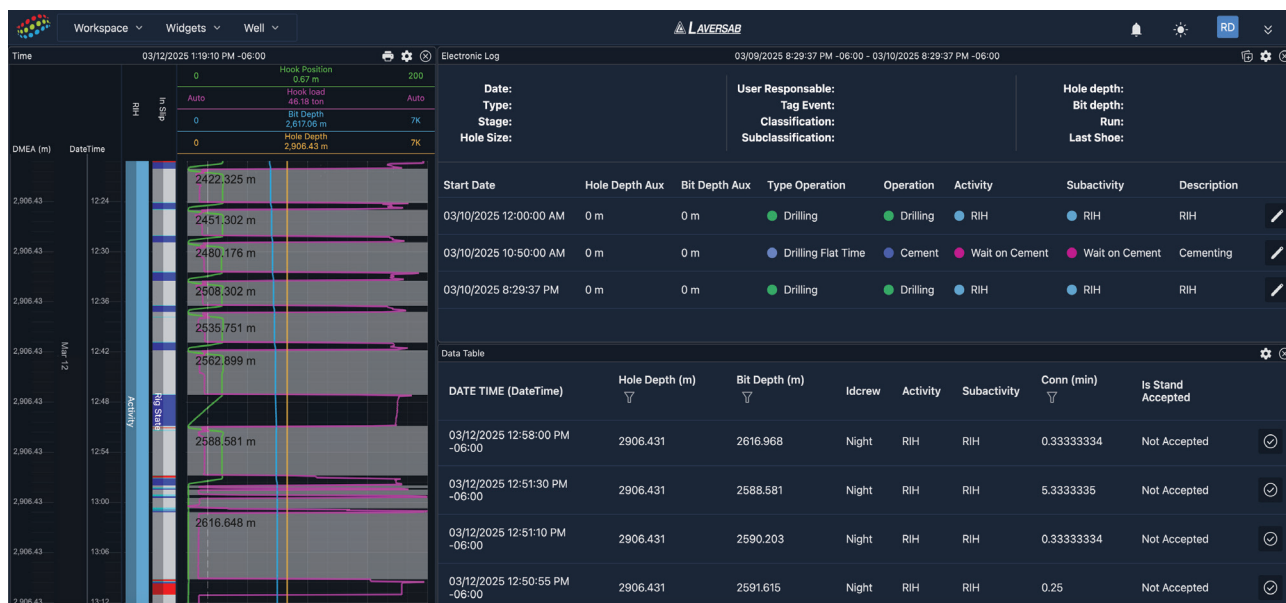 Workspace Widgets Well LAVERSAB RD
Time 03/12/2025 1:19:10 PM -06:00
0 Hook Position 200
0.67 m
Auto Hook load Auto
46.18 ton
0 Bit Depth 7K
2,617.06 m
0 Hole Depth 7K
2,906.43 m
DMEA (m) DateTime RIH In Slip
Mar 12
Activity
Rig State
2422.325 m
2,906.43 12:24
2451.302 m
2,906.43 12:30
2480.176 m
2508.302 m
2,906.43 12:36
2535.751 m
2,906.43 12:42
2562.899 m
2,906.43 12:48
2588.581 m
2,906.43 12:54
2,906.43 13:00
2616.648 m
2,906.43 13:06
2,906.43 13:12
Electronic Log 03/09/2025 8:29:37 PM -06:00 - 03/10/2025 8:29:37 PM -06:00
Date: User Responsable: Hole depth:
Type: Tag Event: Bit depth:
Stage: Classification: Run:
Hole Size: Subclassification: Last Shoe:
Start Date Hole Depth Aux Bit Depth Aux Type Operation Operation Activity Subactivity Description
03/10/2025 12:00:00 AM 0 m 0 m Drilling Drilling RIH RIH RIH
03/10/2025 10:50:00 AM 0 m 0 m Drilling Flat Time Cement Wait on Cement Wait on Cement Cementing
03/10/2025 8:29:37 PM 0 m 0 m Drilling Drilling RIH RIH RIH
Data Table
DATE TIME (DateTime) Hole Depth (m) Bit Depth (m) Idcrew Activity Subactivity Conn (min) Is Stand
Accepted
03/12/2025 12:58:00 PM 2906.431 2616.968 Night RIH RIH 0.33333334 Not Accepted
-06:00
03/12/2025 12:51:30 PM 2906.431 2588.581 Night RIH RIH 5.3333335 Not Accepted
-06:00
03/12/2025 12:51:10 PM 2906.431 2590.203 Night RIH RIH 0.33333334 Not Accepted
-06:00
03/12/2025 12:50:55 PM 2906.431 2591.615 Night RIH RIH 0.25 Not Accepted
-06:00